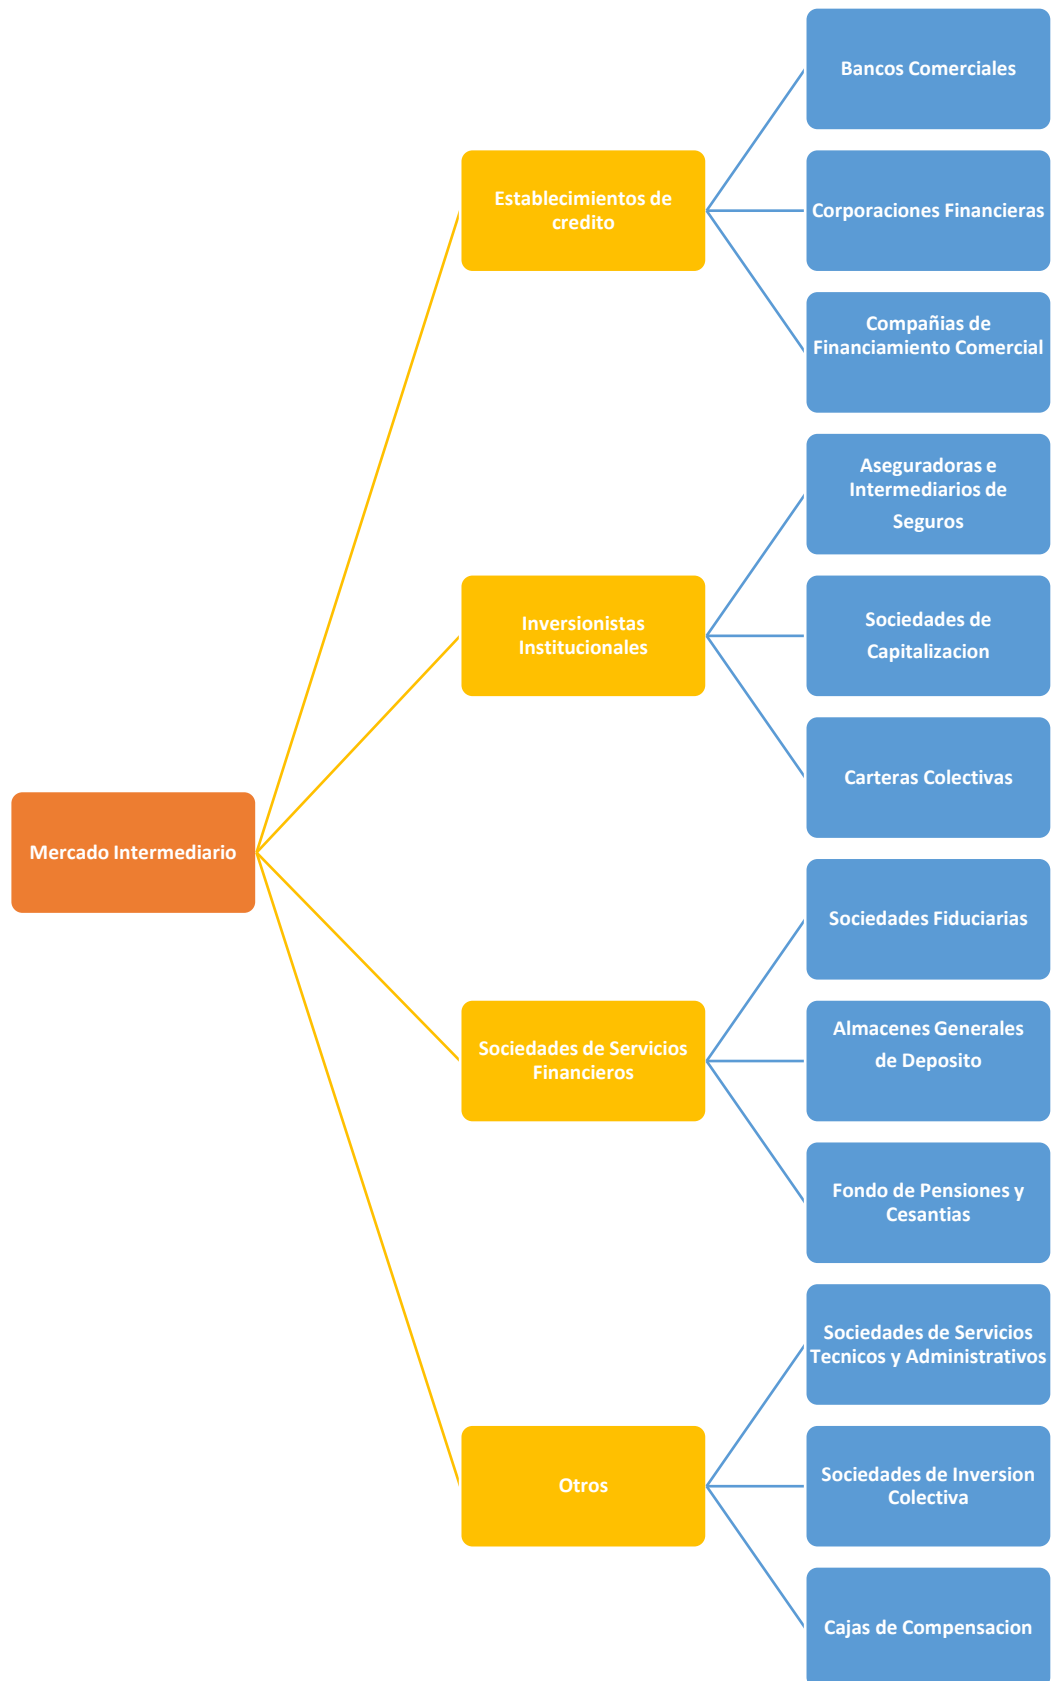 Mercado Intermediario
Establecimientos de
credito
Bancos Comerciales
Corporaciones Financieras
Compañias de
Financiamiento Comercial
Inversionistas
Institucionales
Aseguradoras e
Intermediarios de
Seguros
Sociedades de
Capitalizacion
Carteras Colectivas
Sociedades de Servicios
Financieros
Sociedades Fiduciarias
Almacenes Generales
de Deposito
Fondo de Pensiones y
Cesantias
Otros
Sociedades de Servicios
Tecnicos y Administrativos
Sociedades de Inversion
Colectiva
Cajas de Compensacion